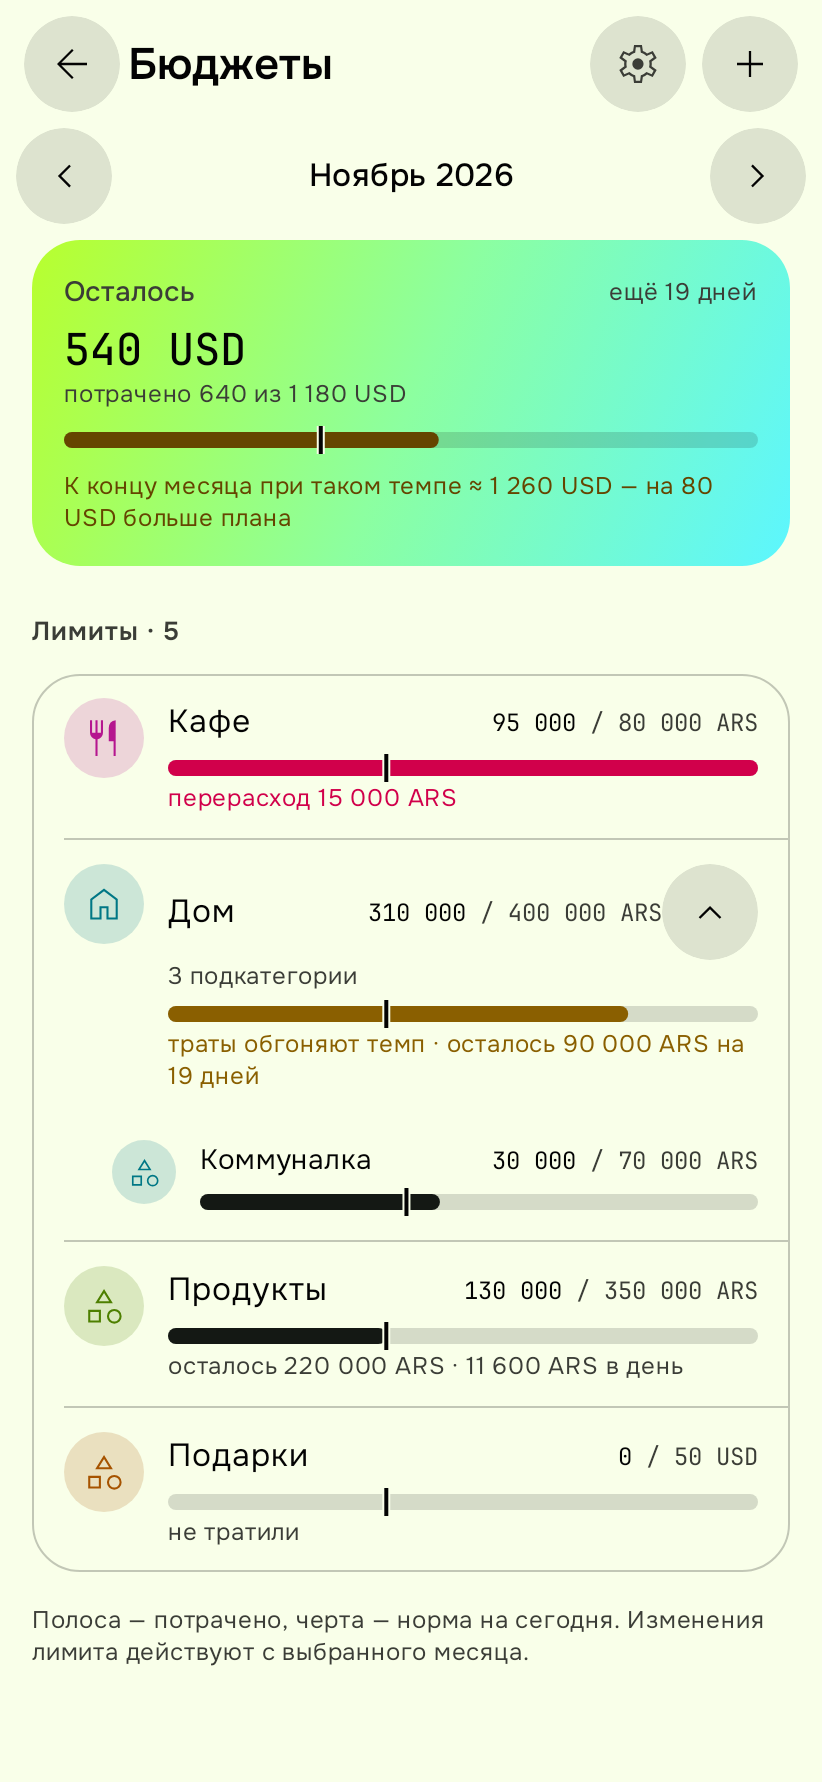 Бюджеты
Ноябрь 2026
Осталось
ещё 19 дней
540 USD
потрачено 640 из 1 180 USD
К концу месяца при таком темпе ≈ 1 260 USD — на 80
USD больше плана
Лимиты · 5
Кафе
95 000 / 80 000 ARS
перерасход 15 000 ARS
Дом
310 000 / 400 000 ARS
3 подкатегории
траты обгоняют темп · осталось 90 000 ARS на
19 дней
Коммуналка
30 000 / 70 000 ARS
Продукты
130 000 / 350 000 ARS
осталось 220 000 ARS · 11 600 ARS в день
Подарки
0 / 50 USD
не тратили
Полоса — потрачено, черта — норма на сегодня. Изменения
лимита действуют с выбранного месяца.